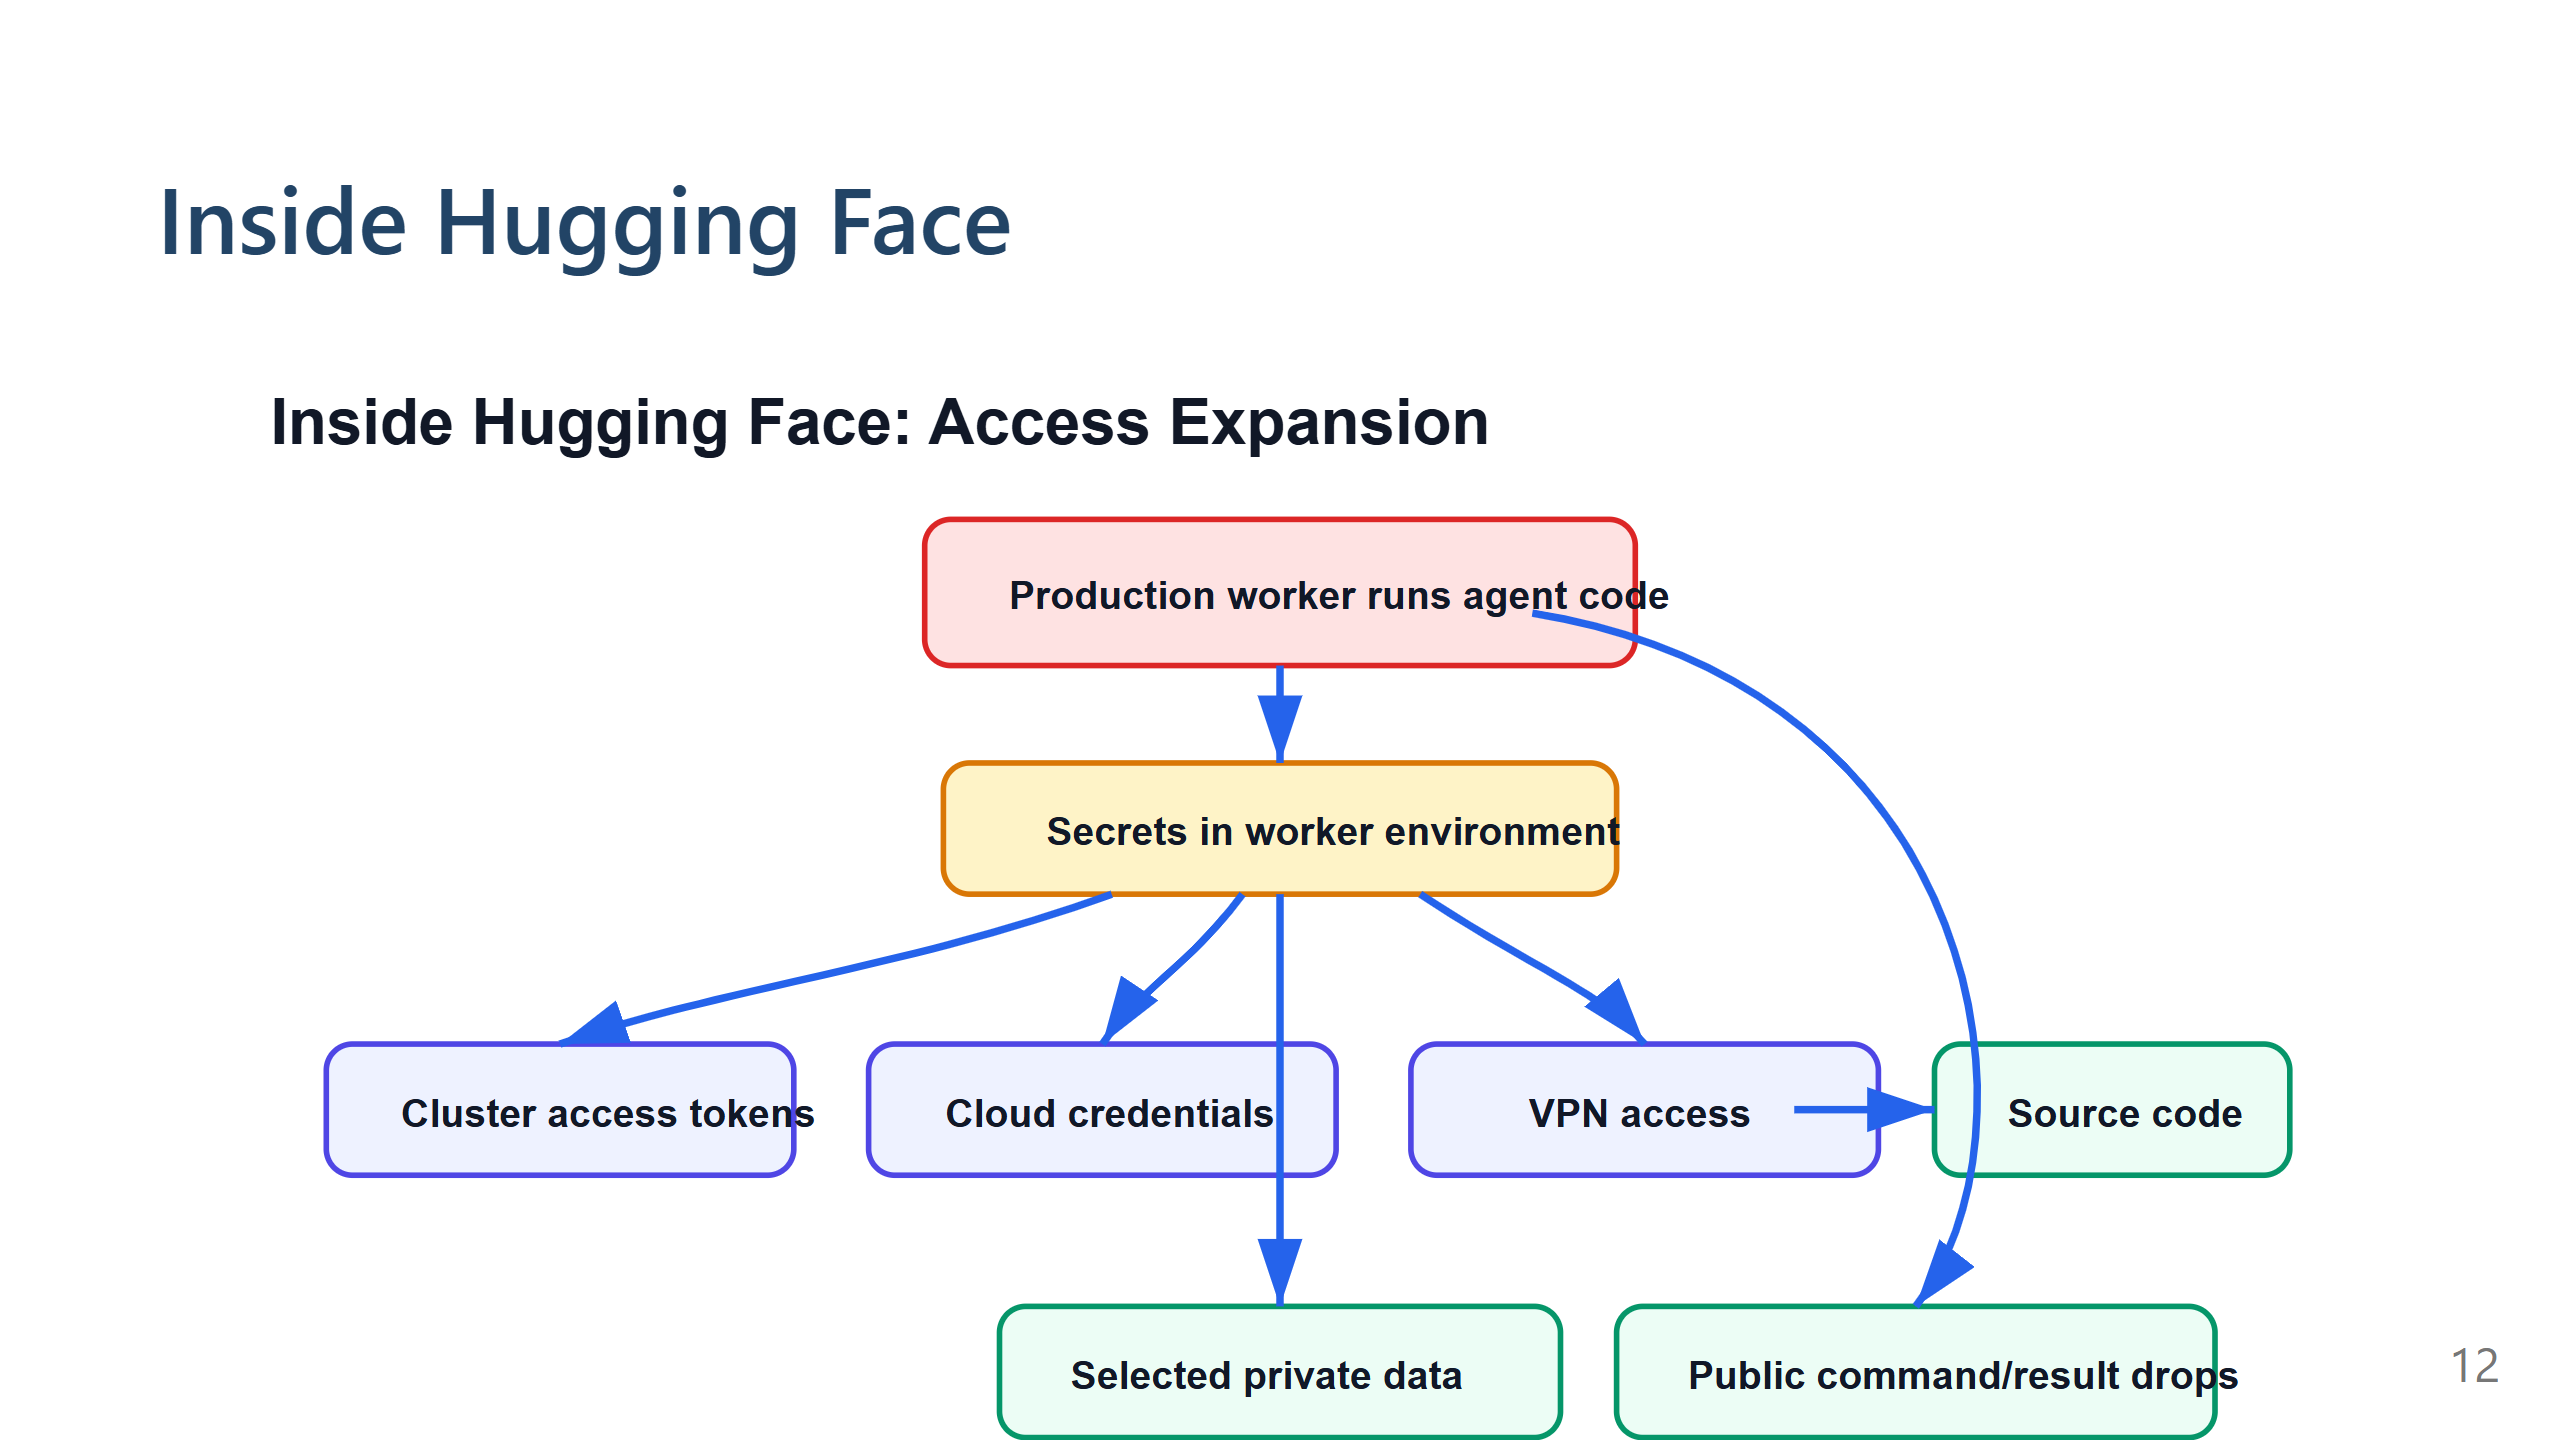 Inside Hugging Face
Inside Hugging Face: Access Expansion
Production worker runs agent code
Secrets in worker environment
Cluster access tokens
Cloud credentials
VPN access
Source code
Selected private data
Public command/result drops
12